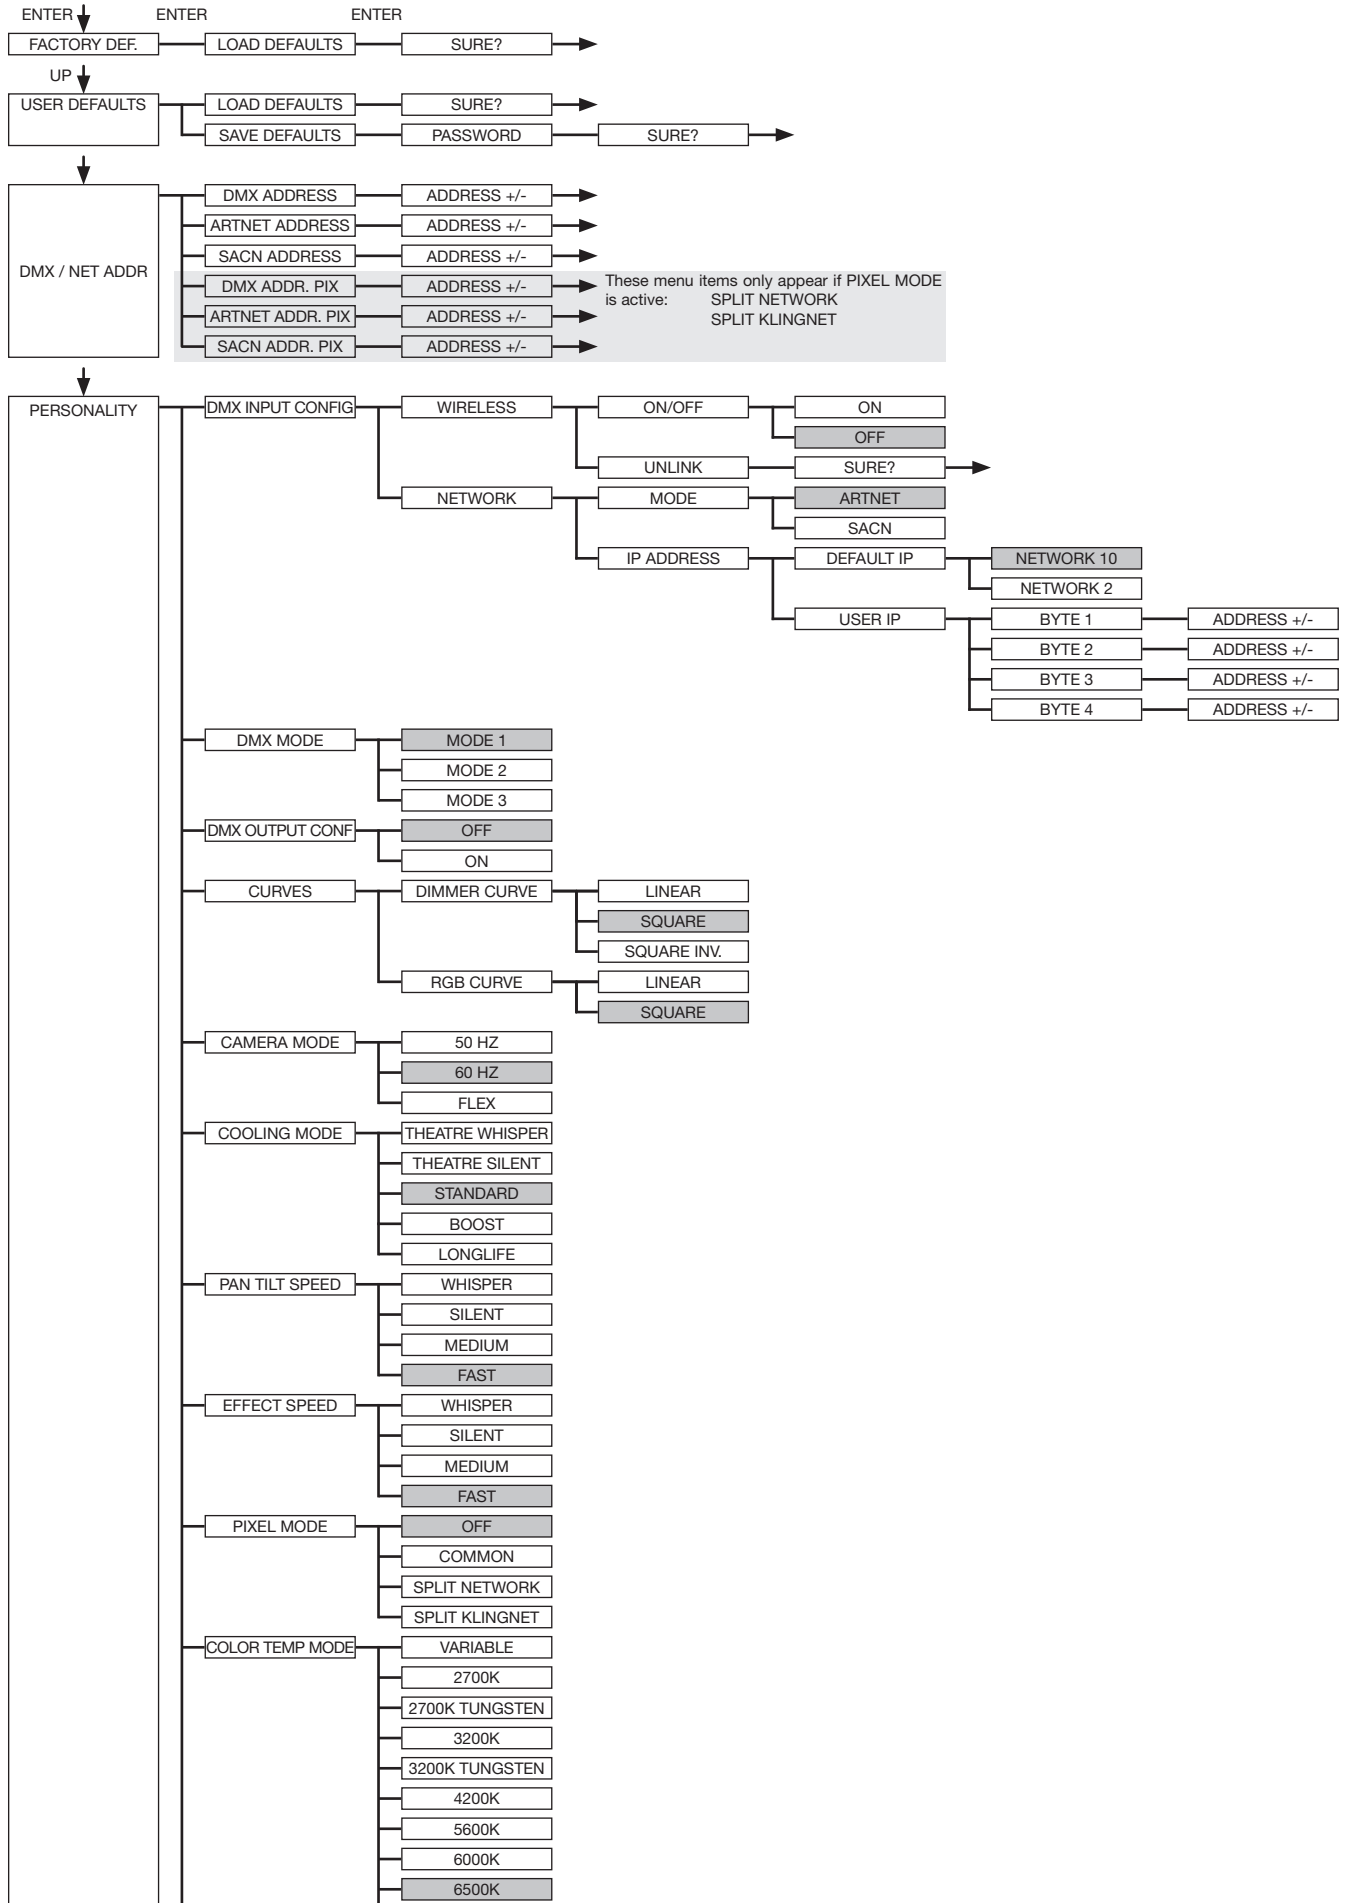 ENTER ENTER ENTER
FACTORY DEF. LOAD DEFAULTS SURE?
UP
USER DEFAULTS LOAD DEFAULTS SURE?
SAVE DEFAULTS PASSWORD SURE?
DMX ADDRESS ADDRESS +/-
ARTNET ADDRESS ADDRESS +/-
SACN ADDRESS ADDRESS +/-
DMX / NET ADDR
DMX ADDR. PIX ADDRESS +/- These menu items only appear if PIXEL MODE
is active: SPLIT NETWORK
ARTNET ADDR. PIX ADDRESS +/- SPLIT KLINGNET
SACN ADDR. PIX ADDRESS +/-
PERSONALITY DMX INPUT CONFIG WIRELESS ON/OFF ON
OFF
UNLINK SURE?
NETWORK MODE ARTNET
SACN
IP ADDRESS DEFAULT IP NETWORK 10
NETWORK 2
USER IP BYTE 1 ADDRESS +/-
BYTE 2 ADDRESS +/-
BYTE 3 ADDRESS +/-
BYTE 4 ADDRESS +/-
DMX MODE MODE 1
MODE 2
MODE 3
DMX OUTPUT CONF OFF
ON
CURVES DIMMER CURVE LINEAR
SQUARE
SQUARE INV.
RGB CURVE LINEAR
SQUARE
CAMERA MODE 50 HZ
60 HZ
FLEX
COOLING MODE THEATRE WHISPER
THEATRE SILENT
STANDARD
BOOST
LONGLIFE
PAN TILT SPEED WHISPER
SILENT
MEDIUM
FAST
EFFECT SPEED WHISPER
SILENT
MEDIUM
FAST
PIXEL MODE OFF
COMMON
SPLIT NETWORK
SPLIT KLINGNET
COLOR TEMP MODE VARIABLE
2700K
2700K TUNGSTEN
3200K
3200K TUNGSTEN
4200K
5600K
6000K
6500K